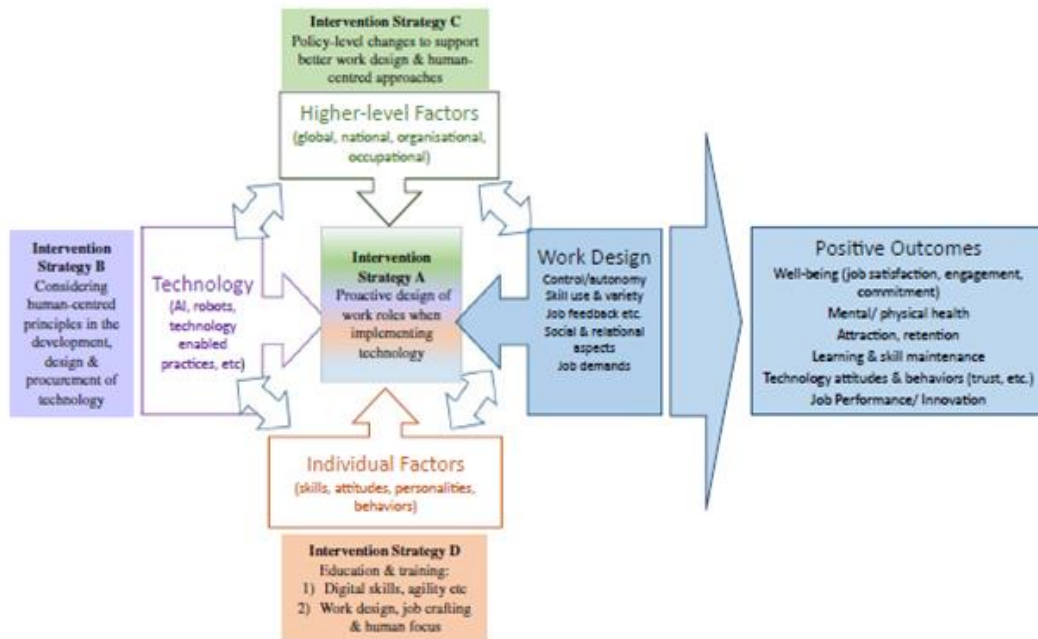 Intervention Strategy C
Policy-level changes to support
better work design & human-
centred approaches
Higher-level Factors
(global, national, organisational,
occupational)
Intervention
Strategy B
Considering
human-centred
principles in the
development,
design &
procurement of
technology
Technology
(AI, robots,
technology
enabled
practices, etc)
Intervention
Strategy A
Proactive design of
work roles when
implementing
technology
Work Design
Control/autonomy
Skill use & variety
Job feedback etc.
Social & relational
aspects
Job demands
Positive Outcomes
Well-being (job satisfaction, engagement,
commitment)
Mental/ physical health
Attraction, retention
Learning & skill maintenance
Technology attitudes & behaviors (trust, etc.)
Job Performance/ Innovation
Individual Factors
(skills, attitudes, personalities,
behaviors)
Intervention Strategy D
Education & training:
1) Digital skills, agility etc
2) Work design, job crafting
& human focus